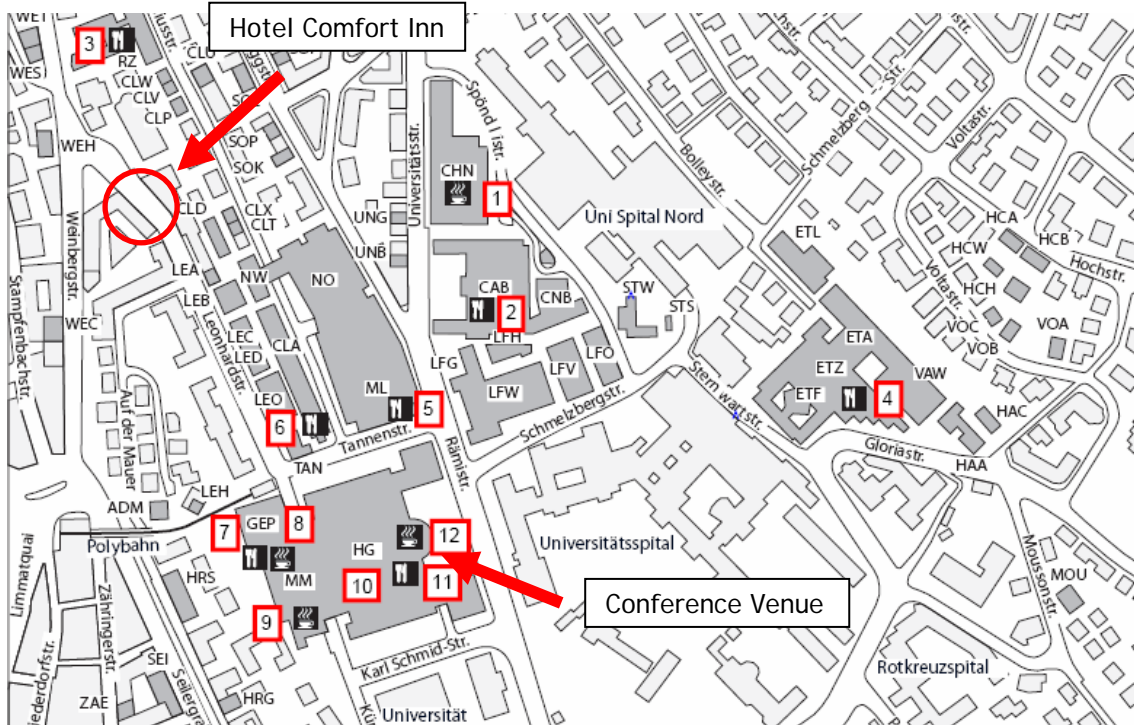 Hotel Comfort Inn
WET
3
RZ
WES
CLW
CLV
CLP
CLU
SOP
SOK
WEH
CLD
CLX
CLT
Universitätsstr.
CHN
1
Spöndlistr.
Bolleystr.
Schmelzberg
Str.
Voltastr.
Uni Spital Nord
UNG
UNB
HCA
HCB
HCW
HCH
Hochstr.
Voltastr.
VOC
VOA
VOB
ETL
Weinbergstr.
Stampfenbachstr.
LEA
NW
NO
LEB
WEC
Leonhardstr.
LEC
LED
CLA
CAB
2
CNB
LFH
STW
STS
LFG
LFW
LFV
LFO
ETA
ETZ
ETF
VAW
4
HAC
ML
5
LEO
6
Tannenstr.
TAN
Rämistr.
Schmelzbergstr.
Sternwartstr.
Gloriastr.
HAA
Auf der
Mauer
LEH
ADM
Polybahn
7
GEP
8
HG
12
MM
10
11
9
Universitätsspital
Conference Venue
Moussonstr.
MOU
Limmatquai
Zähringerstr.
HRS
SEI
ZAE
HRG
Karl Schmid-Str.
Universität
Rotkreuzspital